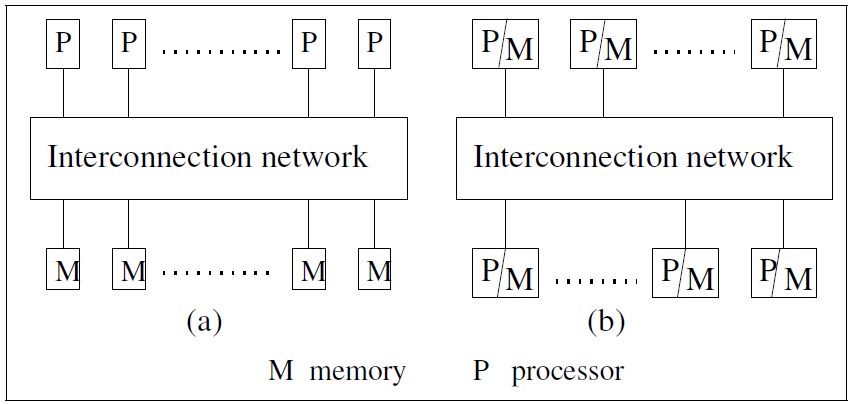 P P ............ P P
Interconnection network
M M ........... M M
(a)
P/M P/M ......... P/M
Interconnection network
P/M ......... P/M P/M
(b)
M memory P processor